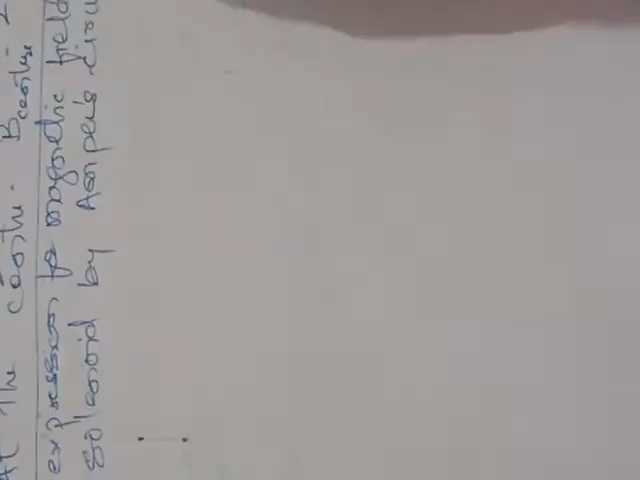 At The centre. Bcentre =
expression for magnetic field
Solenoid by Ampere's Circu